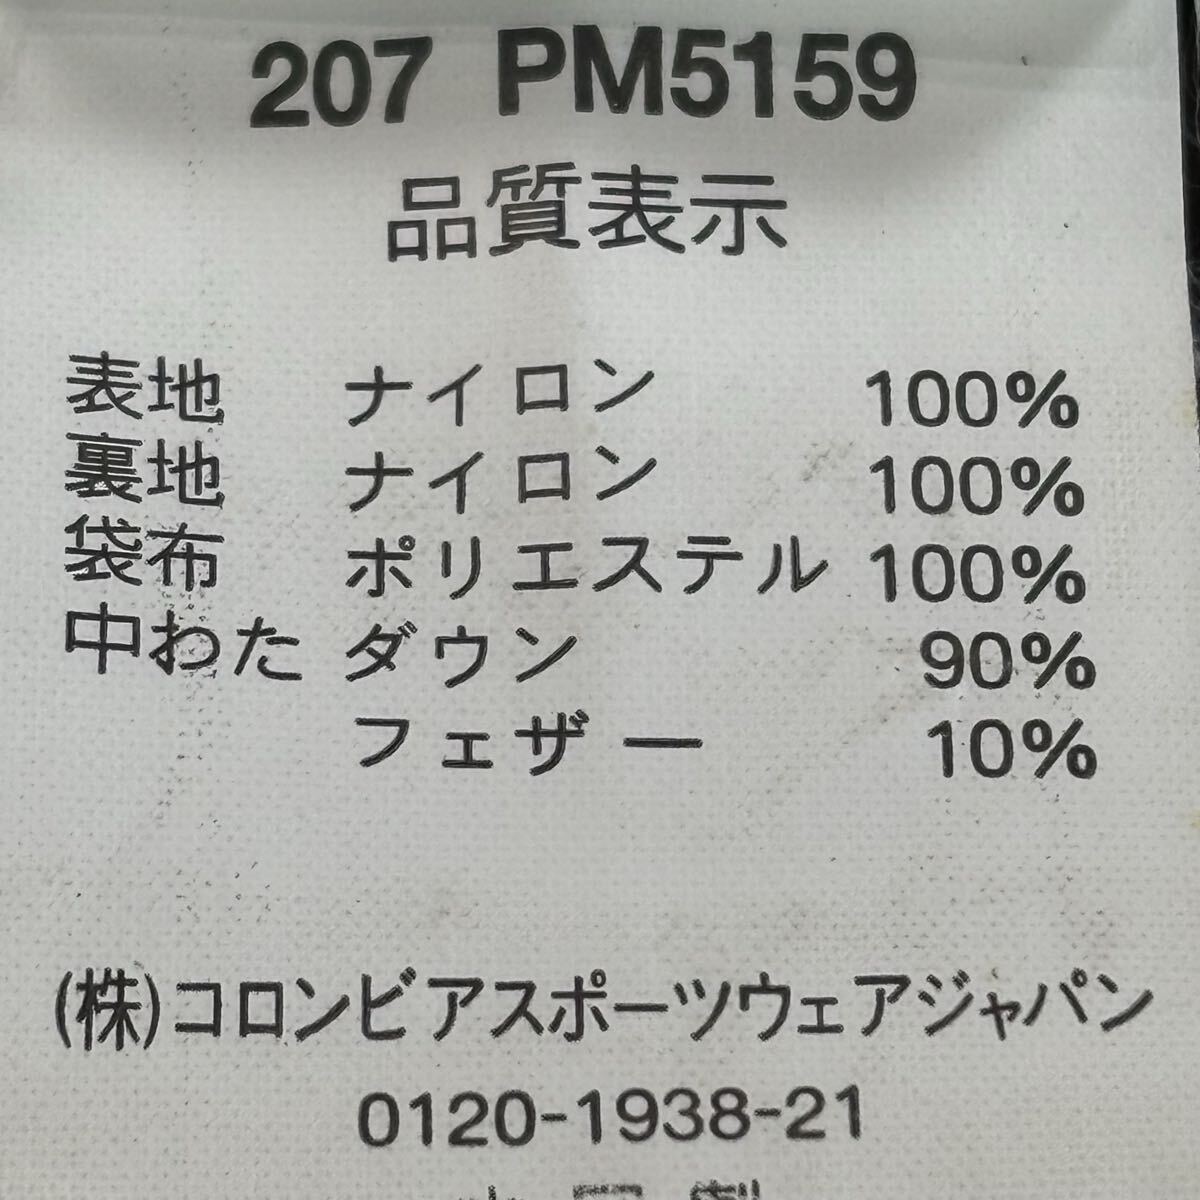 207 PM5159
品質表示
表地 ナイロン 100%
裏地 ナイロン 100%
袋布 ポリエステル 100%
中わた ダウン 90%
フェザー 10%
(株)コロンビアスポーツウェアジャパン
0120-1938-21